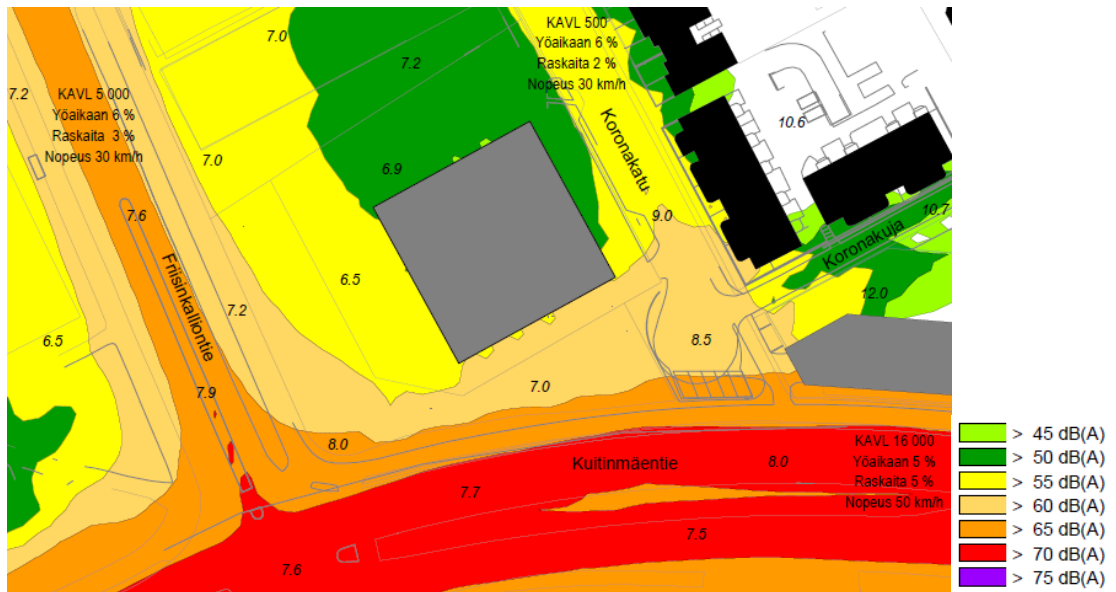 KAVL 500
Yöaikaan 6 %
Raskaita 2 %
Nopeus 30 km/h
7.0
7.2
7.2
KAVL 5 000
Yöaikaan 6 %
Raskaita 3 %
Nopeus 30 km/h
10.6
7.0
6.9
Koronakatu
7.6
9.0
10.7
Koronakuja
Friisinkalliontie
6.5
12.0
7.2
6.5
8.5
7.9
7.0
8.0
KAVL 16 000
Yöaikaan 5 %
Raskaita 5 %
Nopeus 50 km/h
Kuitinmäentie
8.0
7.7
7.5
7.6
> 45 dB(A)
> 50 dB(A)
> 55 dB(A)
> 60 dB(A)
> 65 dB(A)
> 70 dB(A)
> 75 dB(A)